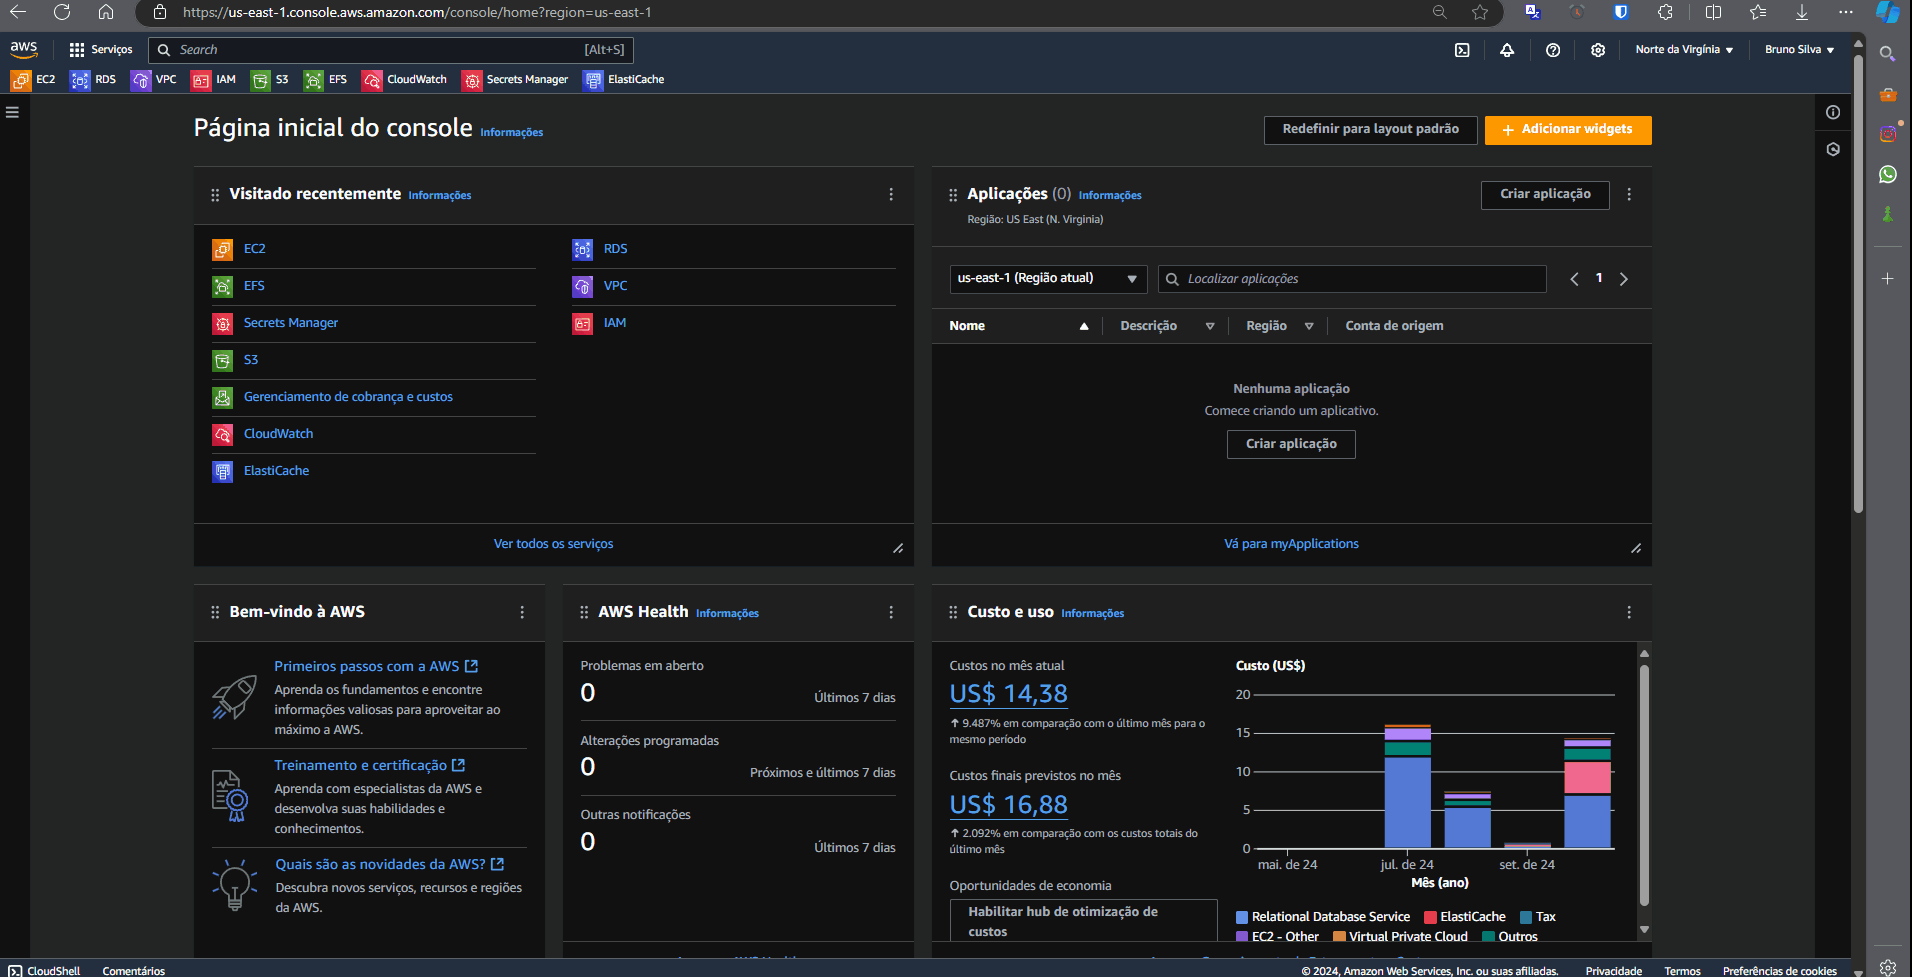 https://us-east-1.console.aws.amazon.com/console/home?region=us-east-1
aws
Serviços
Search
[Alt+S]
Norte da Virgínia
Bruno Silva
EC2
RDS
VPC
IAM
S3
EFS
CloudWatch
Secrets Manager
ElastiCache
Página inicial do console Informações
Redefinir para layout padrão
Adicionar widgets
Visitado recentemente Informações
EC2
EFS
Secrets Manager
S3
Gerenciamento de cobrança e custos
CloudWatch
ElastiCache
RDS
VPC
IAM
Ver todos os serviços
Aplicações (0) Informações
Região: US East (N. Virginia)
Criar aplicação
us-east-1 (Região atual)
Localizar aplicações
1
Nome
Descrição
Região
Conta de origem
Nenhuma aplicação
Comece criando um aplicativo.
Criar aplicação
Vá para myApplications
Bem-vindo à AWS
Primeiros passos com a AWS
Aprenda os fundamentos e encontre
informações valiosas para aproveitar ao
máximo a AWS.
Treinamento e certificação
Aprenda com especialistas da AWS e
desenvolva suas habilidades e
conhecimentos.
Quais são as novidades da AWS?
Descubra novos serviços, recursos e regiões
da AWS.
AWS Health Informações
Problemas em aberto
0
Últimos 7 dias
Alterações programadas
0
Próximos e últimos 7 dias
Outras notificações
0
Últimos 7 dias
Custo e uso Informações
Custos no mês atual
US$ 14,38
↑ 9.487% em comparação com o último mês para o
mesmo período
Custos finais previstos no mês
US$ 16,88
↑ 2.092% em comparação com os custos totais do
último mês
Oportunidades de economia
Habilitar hub de otimização de
custos
Custo (US$)
20
15
10
5
0
mai. de 24
jul. de 24
set. de 24
Mês (ano)
Relational Database Service
ElastiCache
Tax
EC2 - Other
Virtual Private Cloud
Outros
CloudShell
Comentários
© 2024, Amazon Web Services, Inc. ou suas afiliadas.
Privacidade
Termos
Preferências de cookies